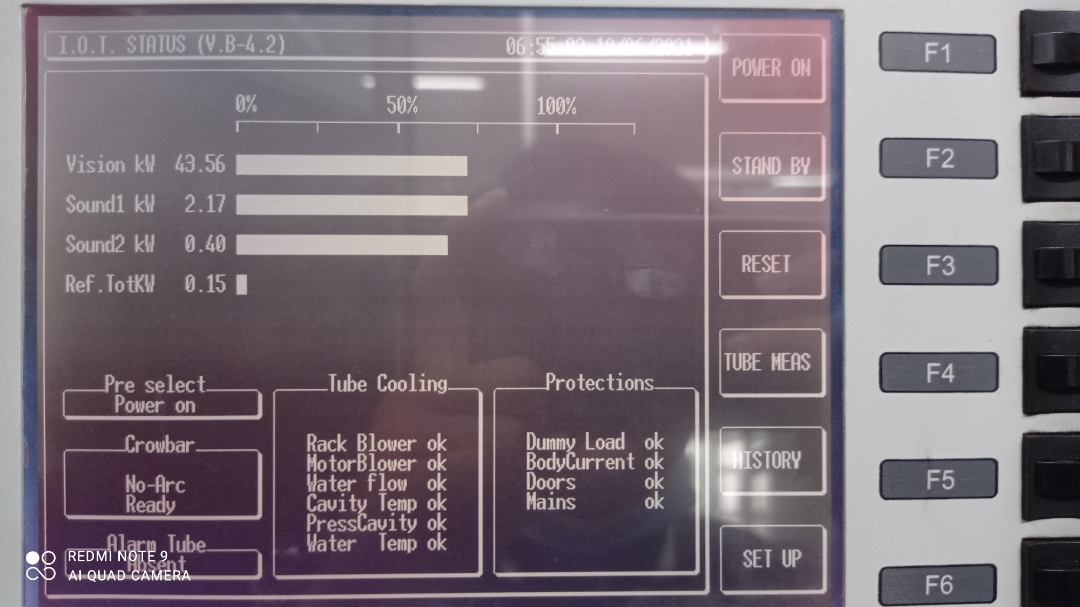 I.O.T. STATUS (V.B-4.2) 06:55
0% 50% 100%
Vision kW 43.56
Sound1 kW 2.17
Sound2 kW 0.40
Ref.TotKW 0.15
Pre select
Power on
Crowbar
No-Arc
Ready
Alarm Tube
Absent
Tube Cooling
Rack Blower ok
MotorBlower ok
Water flow ok
Cavity Temp ok
PressCavity ok
Water Temp ok
Protections
Dummy Load ok
BodyCurrent ok
Doors ok
Mains ok
POWER ON
STAND BY
RESET
TUBE MEAS
HISTORY
SET UP
F1
F2
F3
F4
F5
F6
REDMI NOTE 9
AI QUAD CAMERA